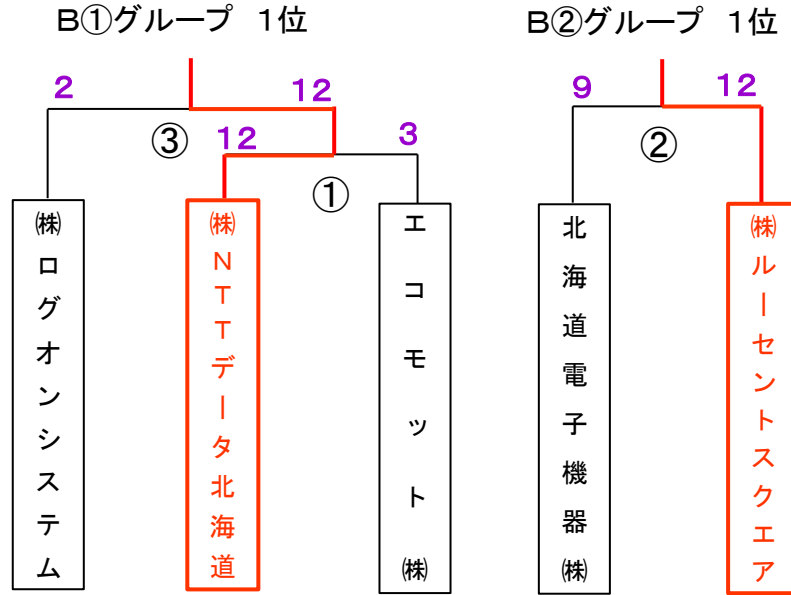 B①グループ 1位
B②グループ 1位
2
12
9
12
③
12
3
②
①
㈱ログオンシステム
㈱NTTデータ北海道
エコモット㈱
北海道電子機器㈱
㈱ルーセントスクエア